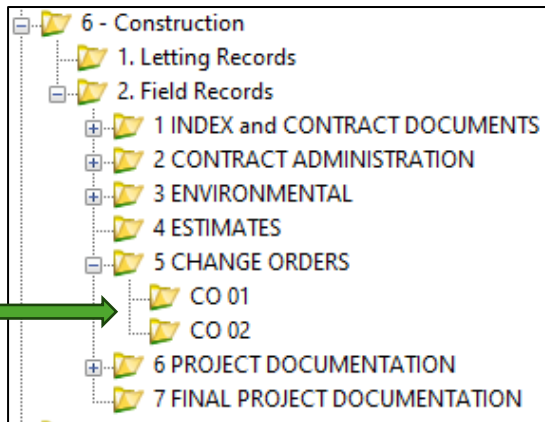 6 - Construction
1. Letting Records
2. Field Records
1 INDEX and CONTRACT DOCUMENTS
2 CONTRACT ADMINISTRATION
3 ENVIRONMENTAL
4 ESTIMATES
5 CHANGE ORDERS
CO 01
CO 02
6 PROJECT DOCUMENTATION
7 FINAL PROJECT DOCUMENTATION